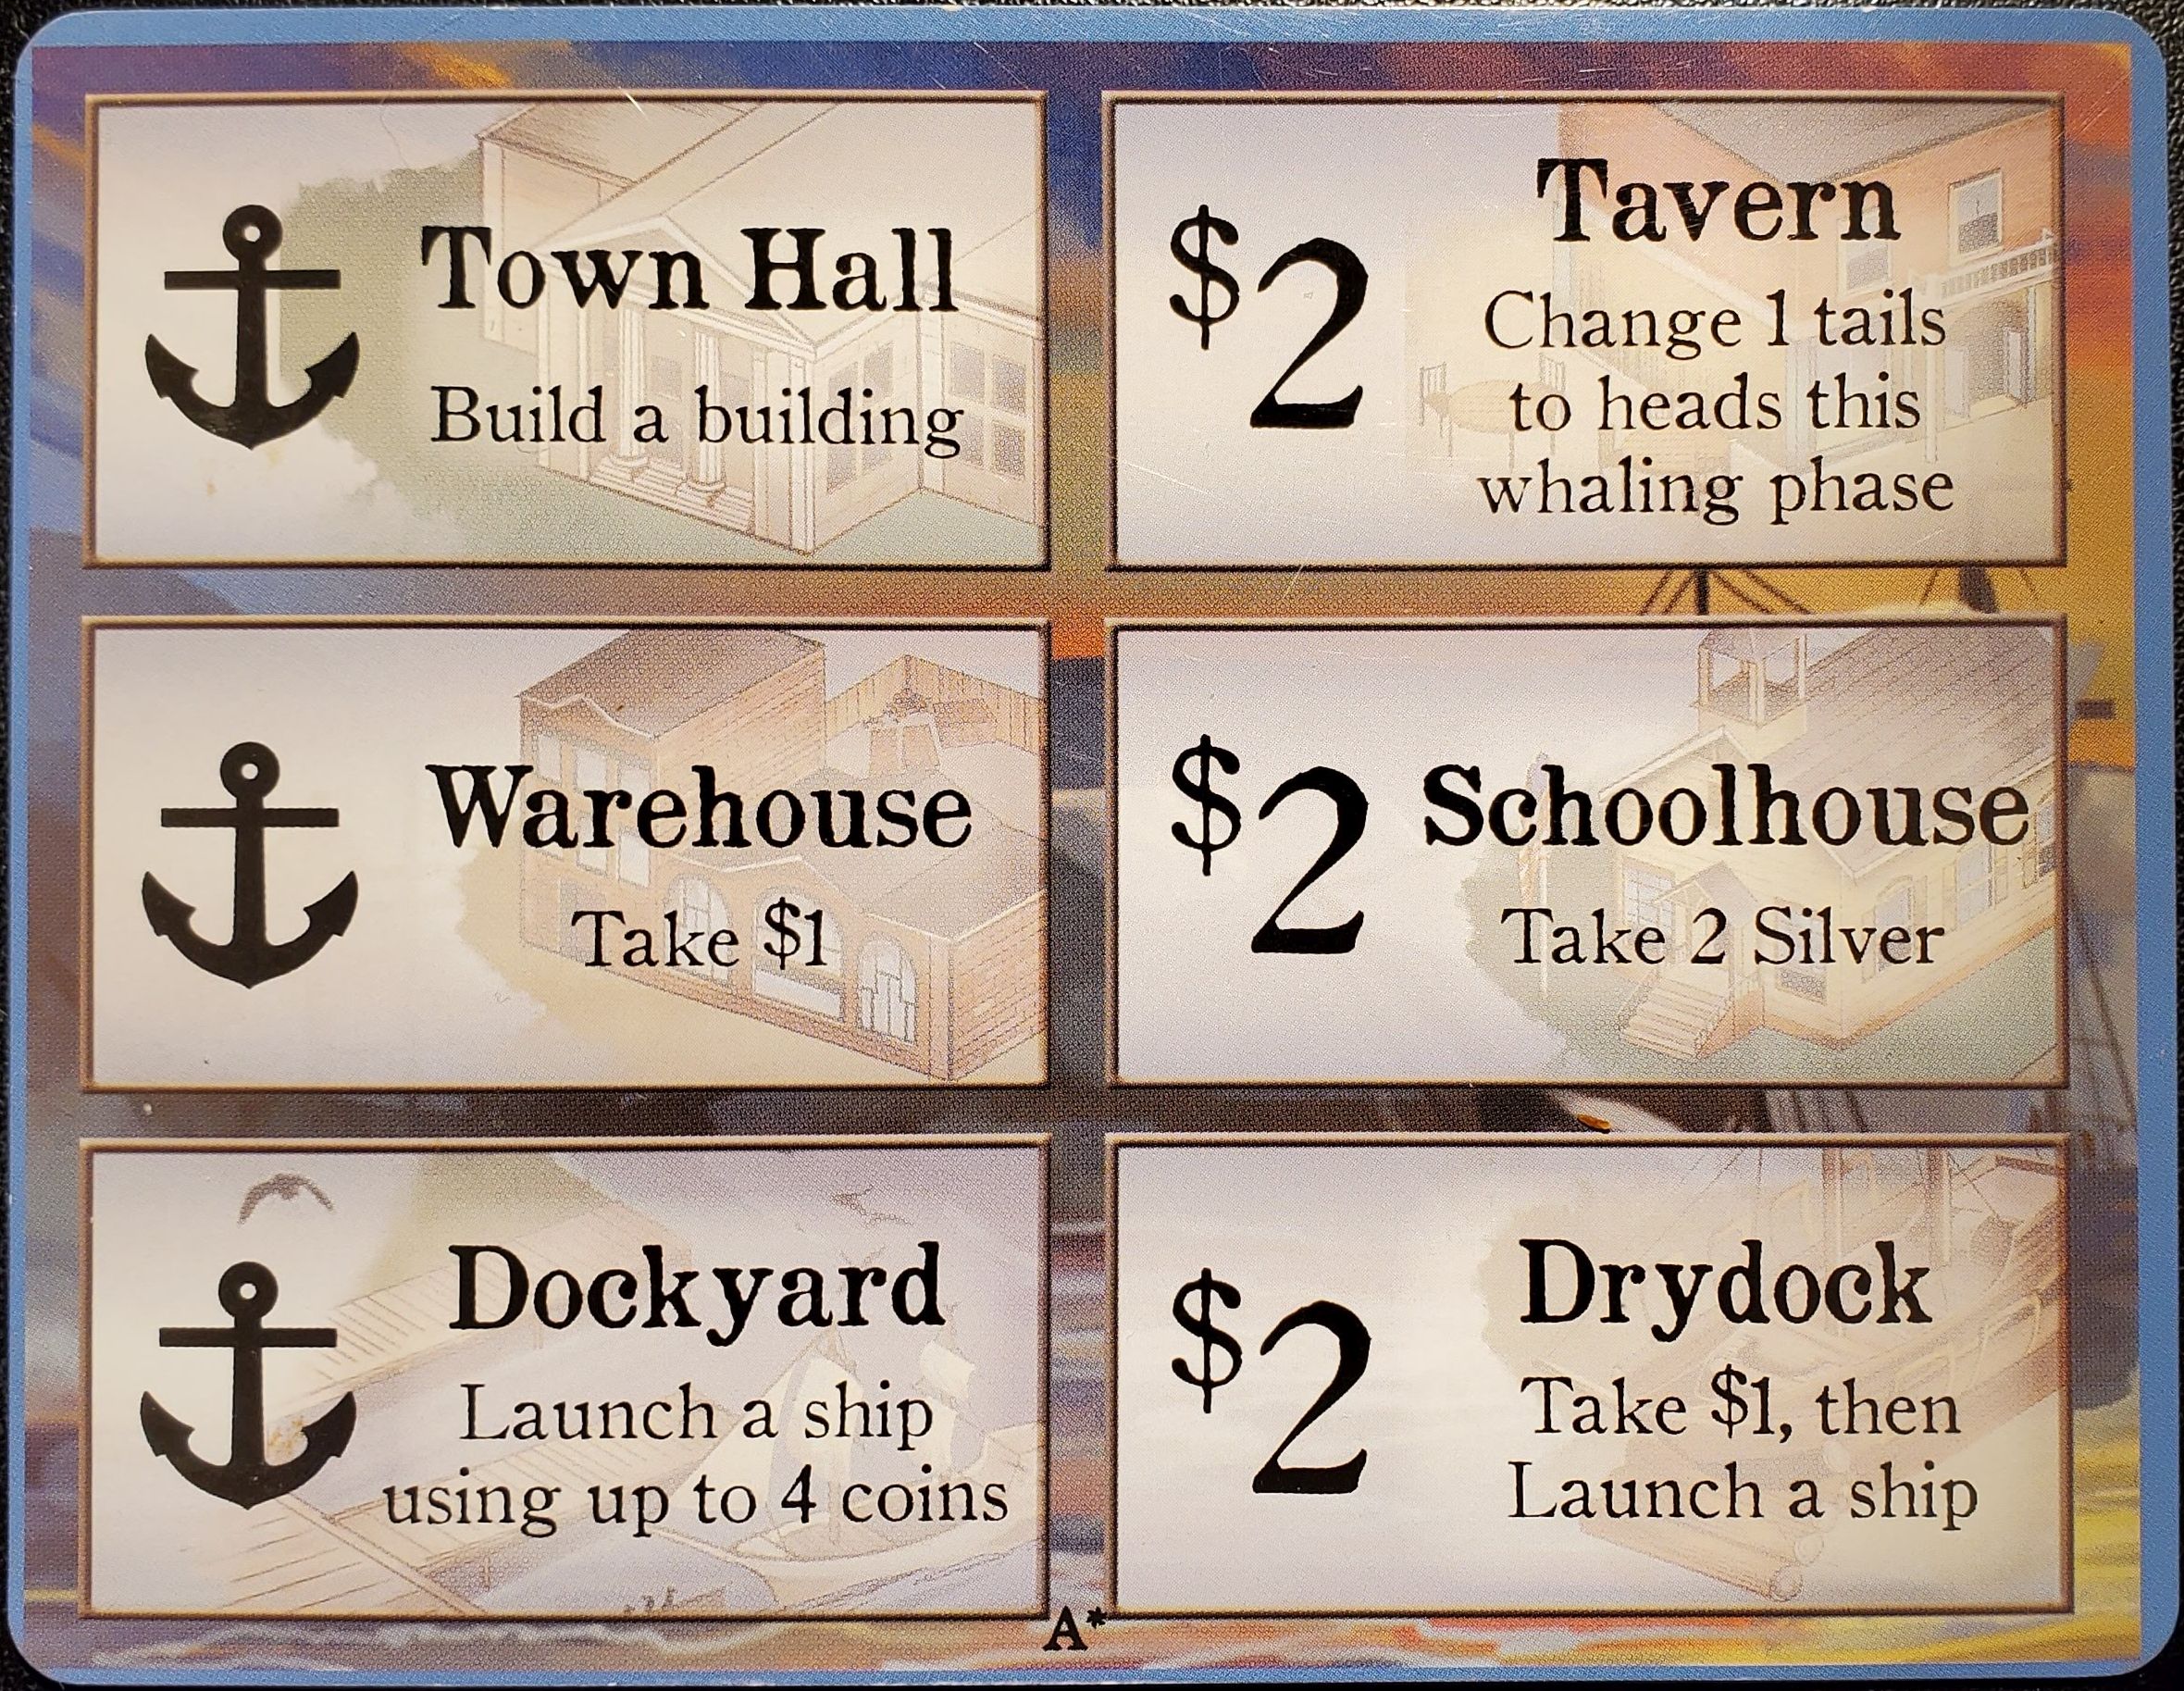 Town Hall
Build a building
$2
Tavern
Change 1 tails
to heads this
whaling phase
Warehouse
Take $1
$2
Schoolhouse
Take 2 Silver
Dockyard
Launch a ship
using up to 4 coins
$2
Drydock
Take $1, then
Launch a ship
A*